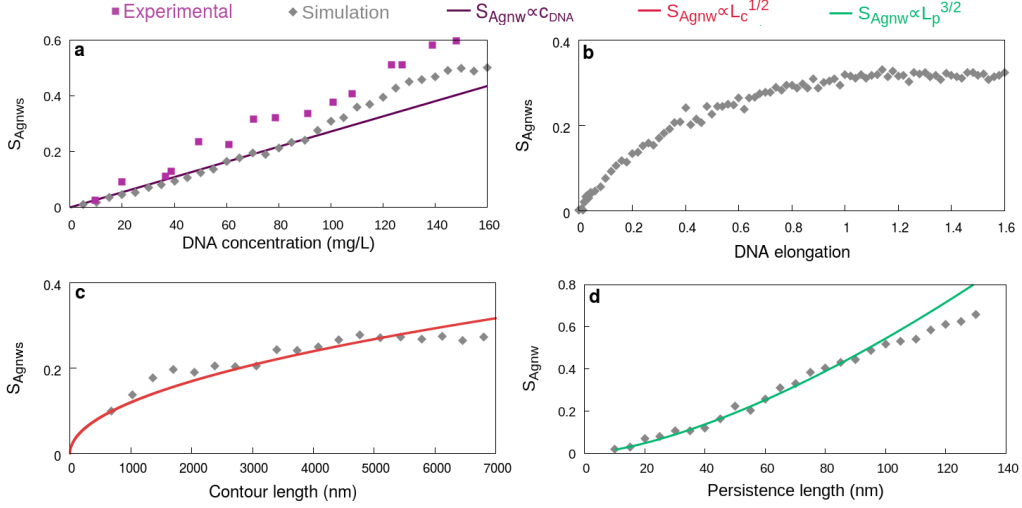 Experimental Simulation S_Agnw∝c_DNA S_Agnw∝L_c^1/2 S_Agnw∝L_p^3/2
a
0.6
0.4
0.2
0
S_Agnws
0 20 40 60 80 100 120 140 160
DNA concentration (mg/L)
b
0.4
0.2
0
S_Agnws
0 0.2 0.4 0.6 0.8 1 1.2 1.4 1.6
DNA elongation
c
0.4
0.2
0
S_Agnws
0 1000 2000 3000 4000 5000 6000 7000
Contour length (nm)
d
0.8
0.6
0.4
0.2
0
S_Agnw
0 20 40 60 80 100 120 140
Persistence length (nm)